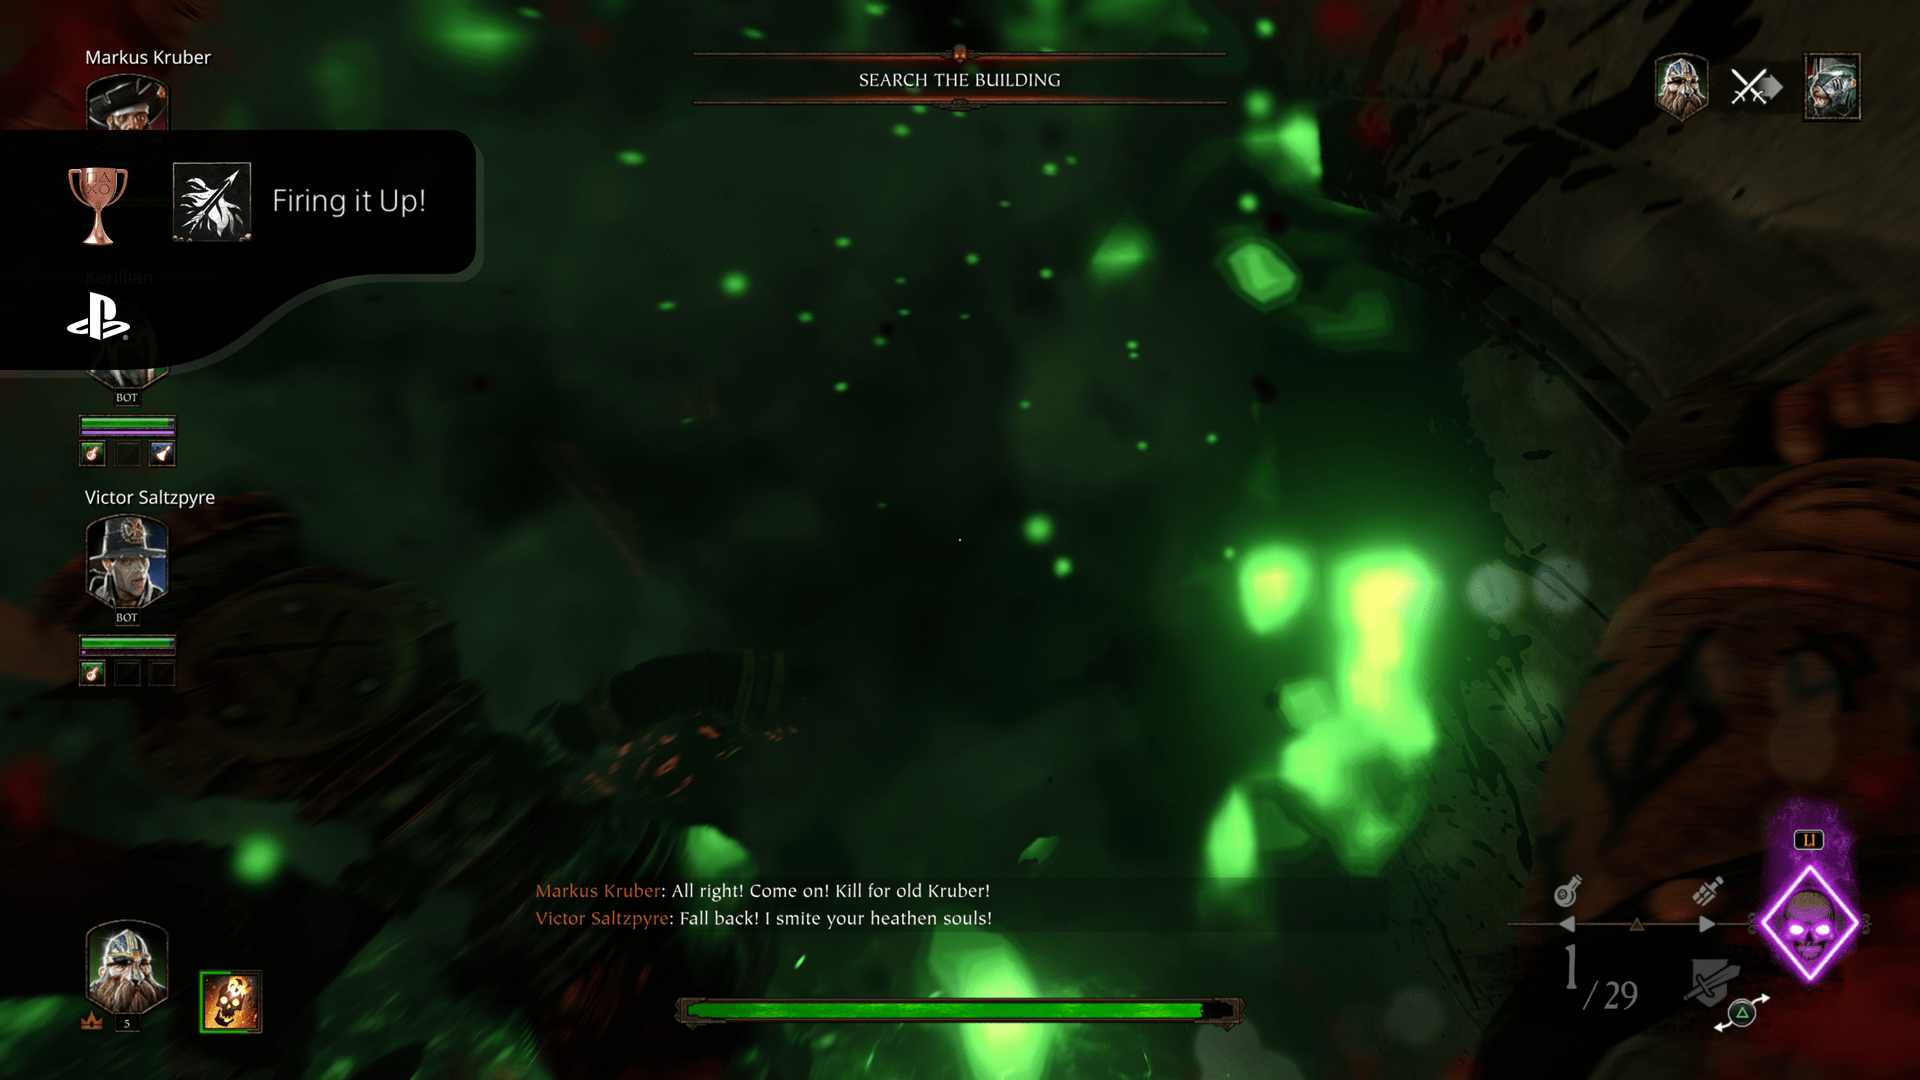 Markus Kruber
SEARCH THE BUILDING
Firing it Up!
Kerillian
BOT
Victor Saltzpyre
BOT
L1
Markus Kruber: All right! Come on! Kill for old Kruber!
Victor Saltzpyre: Fall back! I smite your heathen souls!
1/29
5